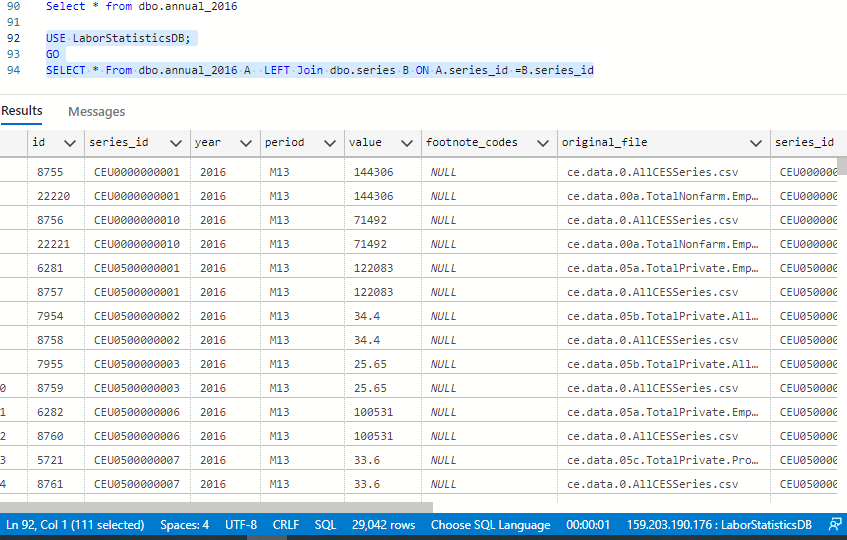 90 Select * from dbo.annual_2016
91
92 USE LaborStatisticsDB;
93 GO
94 SELECT * From dbo.annual_2016 A LEFT Join dbo.series B ON A.series_id =B.series_id
Results Messages
id series_id year period value footnote_codes original_file series_id
8755 CEU0000000001 2016 M13 144306 NULL ce.data.0.AllCESSeries.csv CEU000000
22220 CEU0000000001 2016 M13 144306 NULL ce.data.00a.TotalNonfarm.Emp… CEU000000
8756 CEU0000000010 2016 M13 71492 NULL ce.data.0.AllCESSeries.csv CEU000000
22221 CEU0000000010 2016 M13 71492 NULL ce.data.00a.TotalNonfarm.Emp… CEU000000
6281 CEU0500000001 2016 M13 122083 NULL ce.data.05a.TotalPrivate.Emp… CEU050000
8757 CEU0500000001 2016 M13 122083 NULL ce.data.0.AllCESSeries.csv CEU050000
7954 CEU0500000002 2016 M13 34.4 NULL ce.data.05b.TotalPrivate.All… CEU050000
8758 CEU0500000002 2016 M13 34.4 NULL ce.data.0.AllCESSeries.csv CEU050000
7955 CEU0500000003 2016 M13 25.65 NULL ce.data.05b.TotalPrivate.All… CEU050000
0 8759 CEU0500000003 2016 M13 25.65 NULL ce.data.0.AllCESSeries.csv CEU050000
1 6282 CEU0500000006 2016 M13 100531 NULL ce.data.05a.TotalPrivate.Emp… CEU050000
2 8760 CEU0500000006 2016 M13 100531 NULL ce.data.0.AllCESSeries.csv CEU050000
3 5721 CEU0500000007 2016 M13 33.6 NULL ce.data.05c.TotalPrivate.Pro… CEU050000
4 8761 CEU0500000007 2016 M13 33.6 NULL ce.data.0.AllCESSeries.csv CEU050000
Ln 92, Col 1 (111 selected) Spaces: 4 UTF-8 CRLF SQL 29,042 rows Choose SQL Language 00:00:01 159.203.190.176 : LaborStatisticsDB